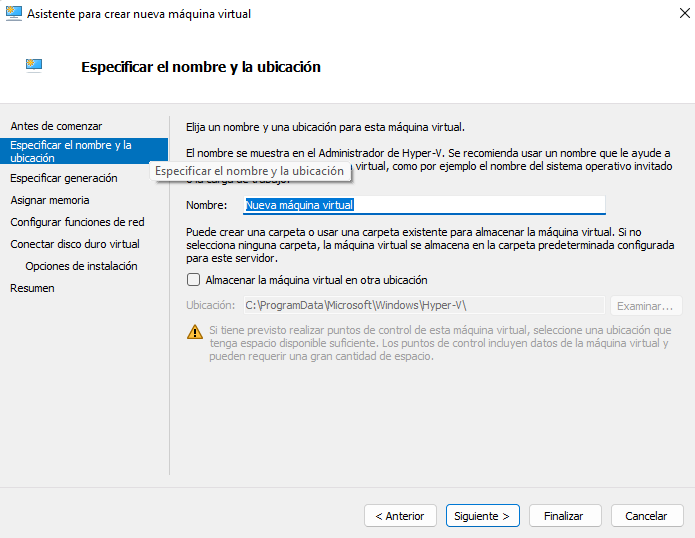 Asistente para crear nueva máquina virtual
Especificar el nombre y la ubicación
Antes de comenzar
Especificar el nombre y la
ubicación
Especificar generación
Asignar memoria
Configurar funciones de red
Conectar disco duro virtual
Opciones de instalación
Resumen
Elija un nombre y una ubicación para esta máquina virtual.
El nombre se muestra en el Administrador de Hyper-V. Se recomienda usar un nombre que le ayude a
Especificar el nombre y la ubicación
virtual, como por ejemplo el nombre del sistema operativo invitado
carga de trabajo.
Nombre: Nueva máquina virtual
Puede crear una carpeta o usar una carpeta existente para almacenar la máquina virtual. Si no
selecciona ninguna carpeta, la máquina virtual se almacena en la carpeta predeterminada configurada
para este servidor.
Almacenar la máquina virtual en otra ubicación
Ubicación: C:\ProgramData\Microsoft\Windows\Hyper-V\ Examinar...
Si tiene previsto realizar puntos de control de esta máquina virtual, seleccione una ubicación que
tenga espacio disponible suficiente. Los puntos de control incluyen datos de la máquina virtual y
pueden requerir una gran cantidad de espacio.
< Anterior Siguiente > Finalizar Cancelar